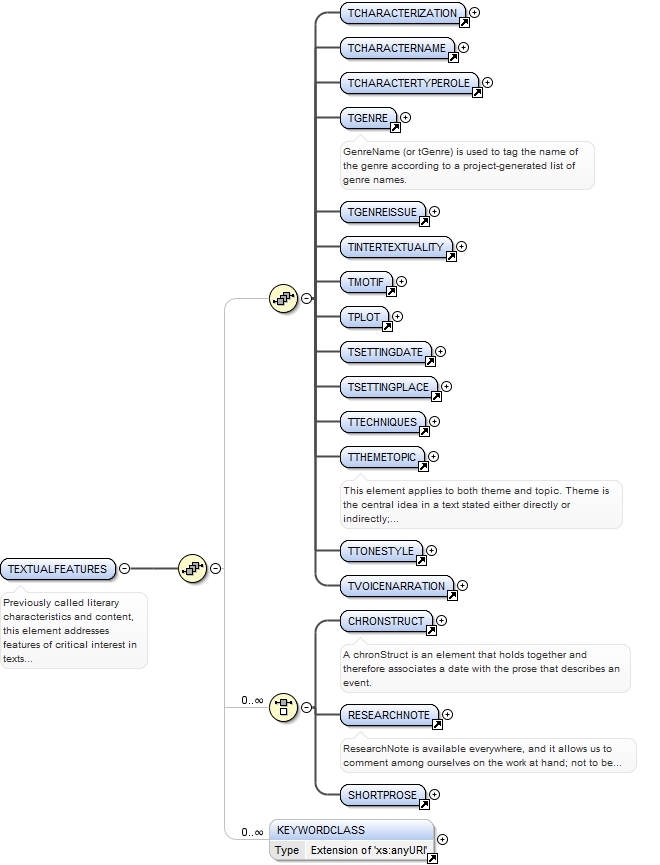 TCHARACTERIZATION
TCHARACTERNAME
TCHARACTERTYPEROLE
TGENRE
GenreName (or tGenre) is used to tag the name of
the genre according to a project-generated list of
genre names.
TGENREISSUE
TINTERTEXTUALITY
TMOTIF
TPLOT
TSETTINGDATE
TSETTINGPLACE
TTECHNIQUES
TTHEMETOPIC
This element applies to both theme and topic. Theme is
the central idea in a text stated either directly or
indirectly;...
TTONESTYLE
TVOICENARRATION
TEXTUALFEATURES
Previously called literary
characteristics and content,
this element addresses
features of critical interest in
texts...
CHRONSTRUCT
A chronStruct is an element that holds together and
therefore associates a date with the prose that describes an
event.
0..∞
RESEARCHNOTE
ResearchNote is available everywhere, and it allows us to
comment among ourselves on the work at hand; not to be...
SHORTPROSE
0..∞
KEYWORDCLASS
Type Extension of 'xs:anyURI'